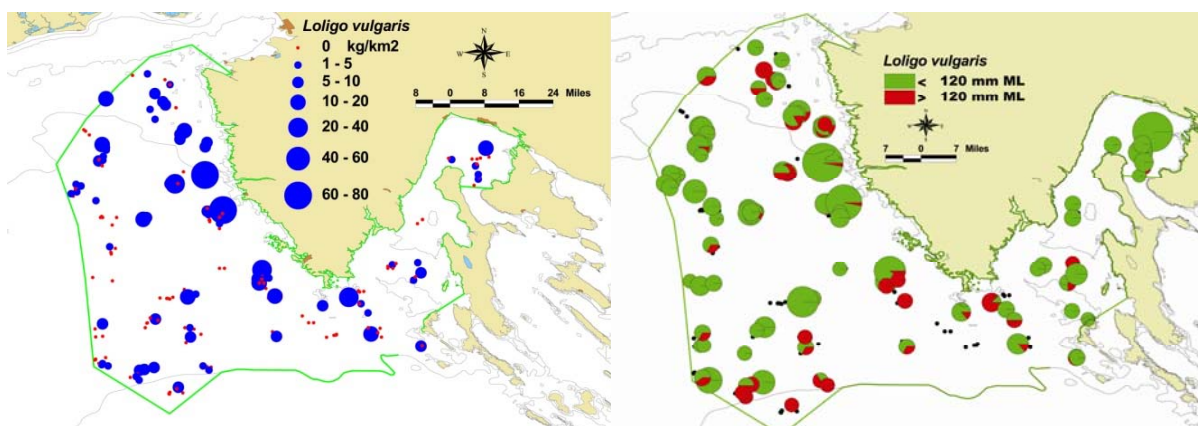 Loligo vulgaris
0 kg/km2
1 - 5
5 - 10
10 - 20
20 - 40
40 - 60
60 - 80
N
W E
S
8 0 8 16 24 Miles
Loligo vulgaris
< 120 mm ML
> 120 mm ML
7 0 7 Miles